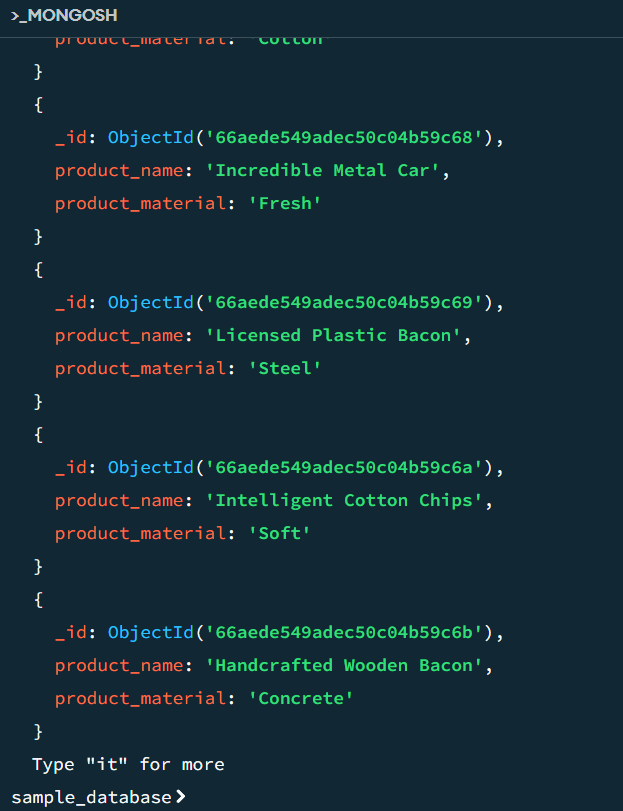 >_MONGOSH
product_material: 'Cotton'
}
{
_id: ObjectId('66aede549adec50c04b59c68'),
product_name: 'Incredible Metal Car',
product_material: 'Fresh'
}
{
_id: ObjectId('66aede549adec50c04b59c69'),
product_name: 'Licensed Plastic Bacon',
product_material: 'Steel'
}
{
_id: ObjectId('66aede549adec50c04b59c6a'),
product_name: 'Intelligent Cotton Chips',
product_material: 'Soft'
}
{
_id: ObjectId('66aede549adec50c04b59c6b'),
product_name: 'Handcrafted Wooden Bacon',
product_material: 'Concrete'
}
Type "it" for more
sample_database>